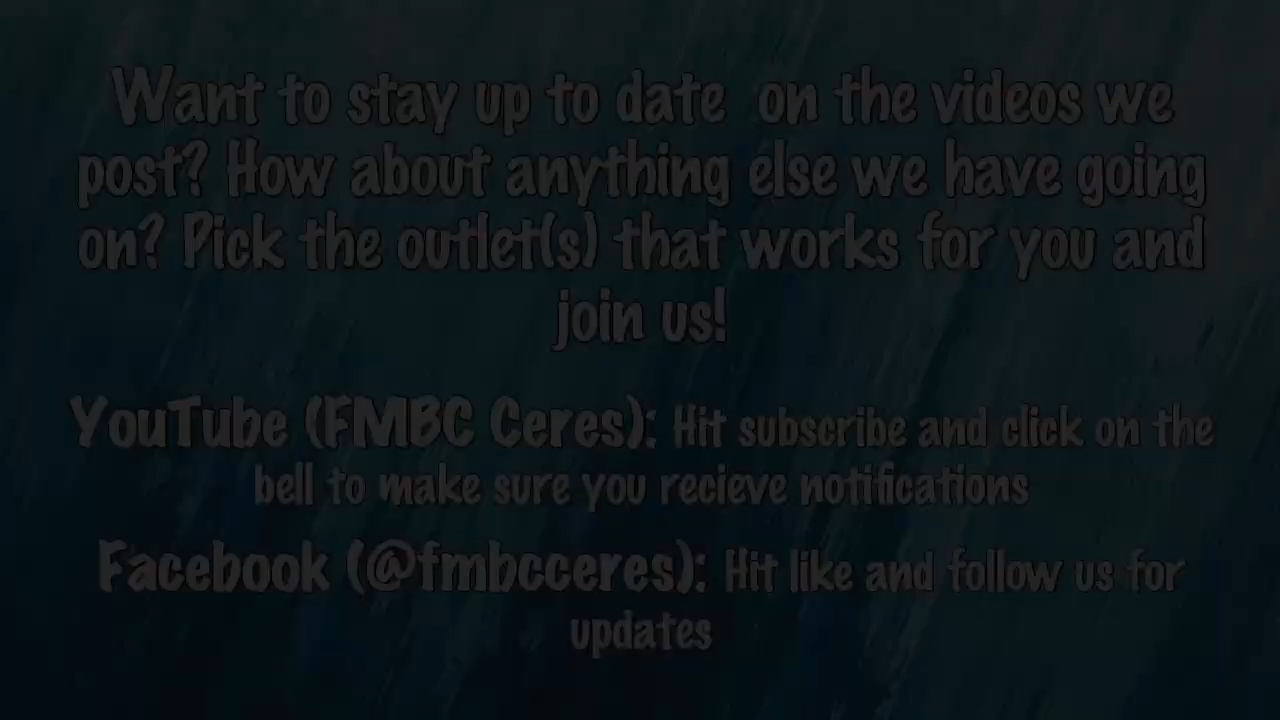 Want to stay up to date  on the videos we
post? How about anything else we have going
on? Pick the outlet(s) that works for you and
join us!
YouTube (FMBC Ceres): Hit subscribe and click on the
bell to make sure you recieve notifications
Facebook (@fmbcceres): Hit like and follow us for
updates